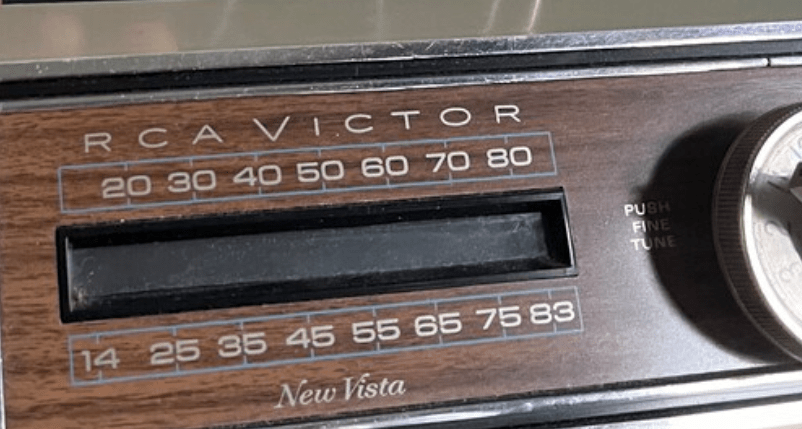 RCA VICTOR
20 30 40 50 60 70 80
PUSH
FINE
TUNE
14 25 35 45 55 65 75 83
New Vista